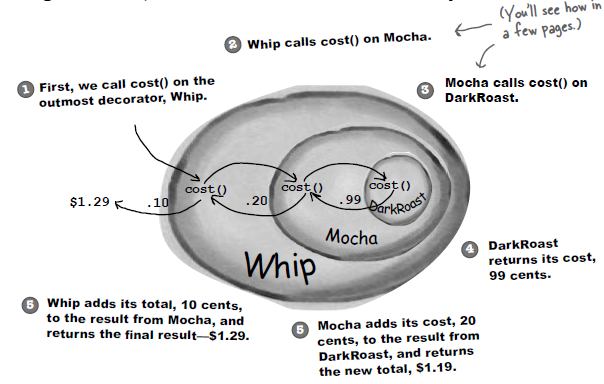 (You'll see how in
a few pages.)
2 Whip calls cost() on Mocha.
1 First, we call cost() on the
outmost decorator, Whip.
3 Mocha calls cost() on
DarkRoast.
$1.29 .10 cost() .20 cost() .99 cost()
DarkRoast
Mocha
Whip
4 DarkRoast
returns its cost,
99 cents.
5 Whip adds its total, 10 cents,
to the result from Mocha, and
returns the final result—$1.29.
5 Mocha adds its cost, 20
cents, to the result from
DarkRoast, and returns
the new total, $1.19.